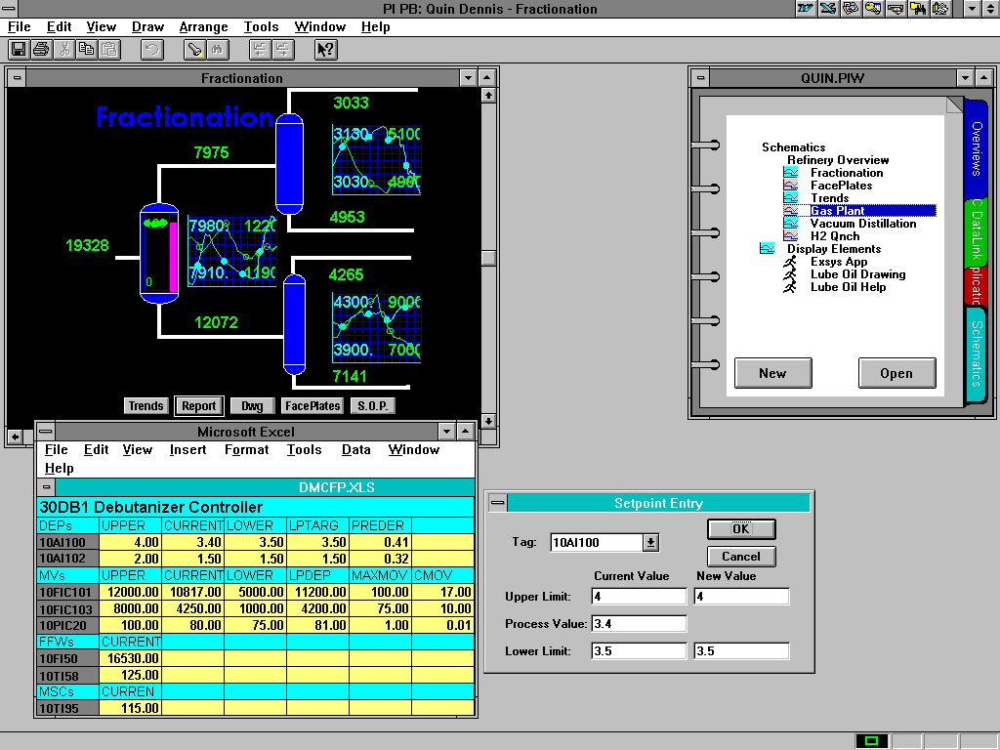 PI PB: Quin Dennis - Fractionation
File Edit View Draw Arrange Tools Window Help
Fractionation
Fractionation
3033
3130. 5100
3030. 4900
7975
4953
19328
0
7980. 1220
7910. 1190
4265
4300. 9000
3900. 7000
12072
7141
Trends Report Dwg FacePlates S.O.P.
QUIN.PIW
Schematics
Refinery Overview
Fractionation
FacePlates
Trends
Gas Plant
Vacuum Distillation
H2 Qnch
Display Elements
Exsys App
Lube Oil Drawing
Lube Oil Help
New Open
Overviews
C DataLink
plicatic
Schematics
Microsoft Excel
File Edit View Insert Format Tools Data Window
Help
DMCFP.XLS
30DB1 Debutanizer Controller
DEPs UPPER CURRENT LOWER LPTARG PREDER
10AI100 4.00 3.40 3.50 3.50 0.41
10AI102 2.00 1.50 1.50 1.50 0.32
MVs UPPER CURRENT LOWER LPDEP MAXMOV CMOV
10FIC101 12000.00 10817.00 5000.00 11200.00 100.00 17.00
10FIC103 8000.00 4250.00 1000.00 4200.00 75.00 10.00
10PIC20 100.00 80.00 75.00 81.00 1.00 0.01
FFWs CURRENT
10FI50 16530.00
10TI58 125.00
MSCs CURREN
10TI95 115.00
Setpoint Entry
Tag: 10AI100 OK
Cancel
Current Value New Value
Upper Limit: 4 4
Process Value: 3.4
Lower Limit: 3.5 3.5